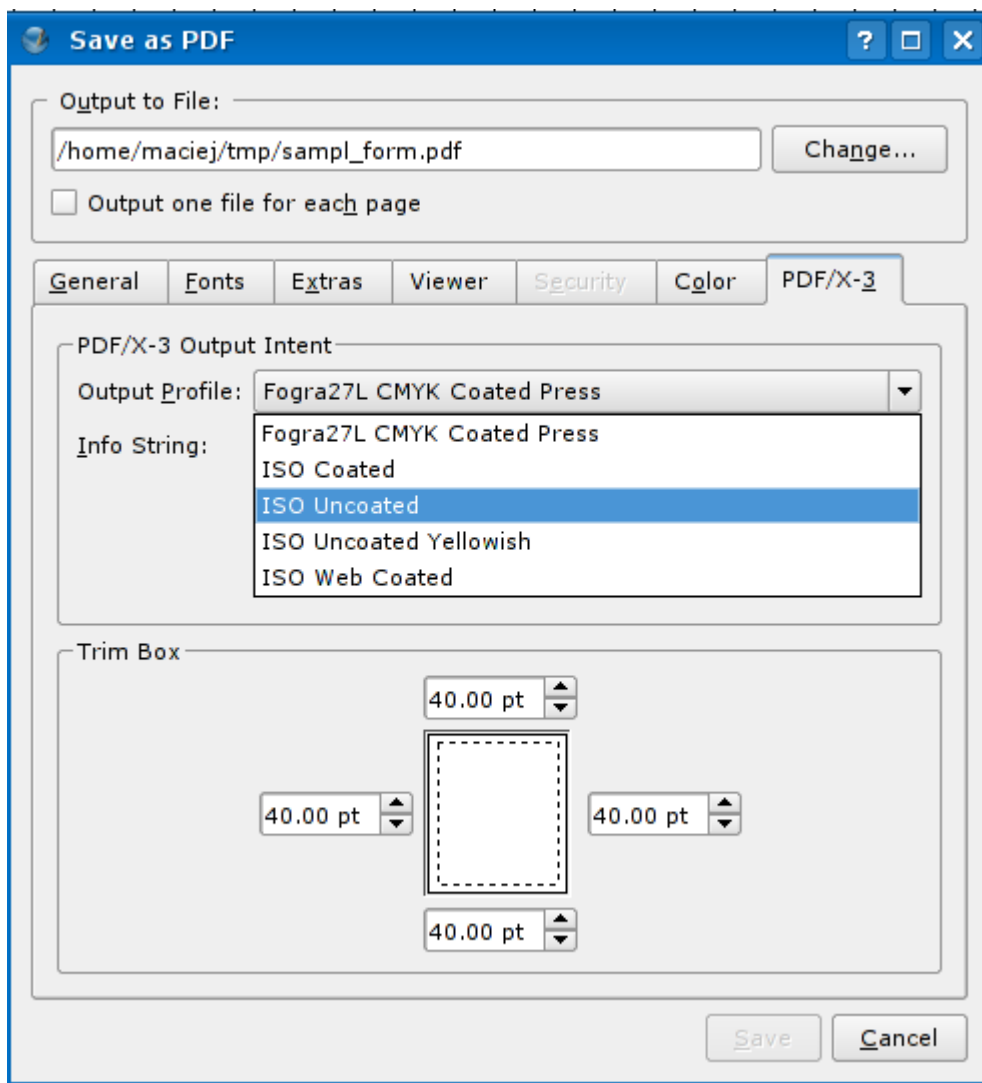 Save as PDF
Output to File:
/home/maciej/tmp/sampl_form.pdf Change...
Output one file for each page
General Fonts Extras Viewer Security Color PDF/X-3
PDF/X-3 Output Intent
Output Profile: Fogra27L CMYK Coated Press
Info String: Fogra27L CMYK Coated Press
ISO Coated
ISO Uncoated
ISO Uncoated Yellowish
ISO Web Coated
Trim Box
40.00 pt
40.00 pt 40.00 pt
40.00 pt
Save Cancel